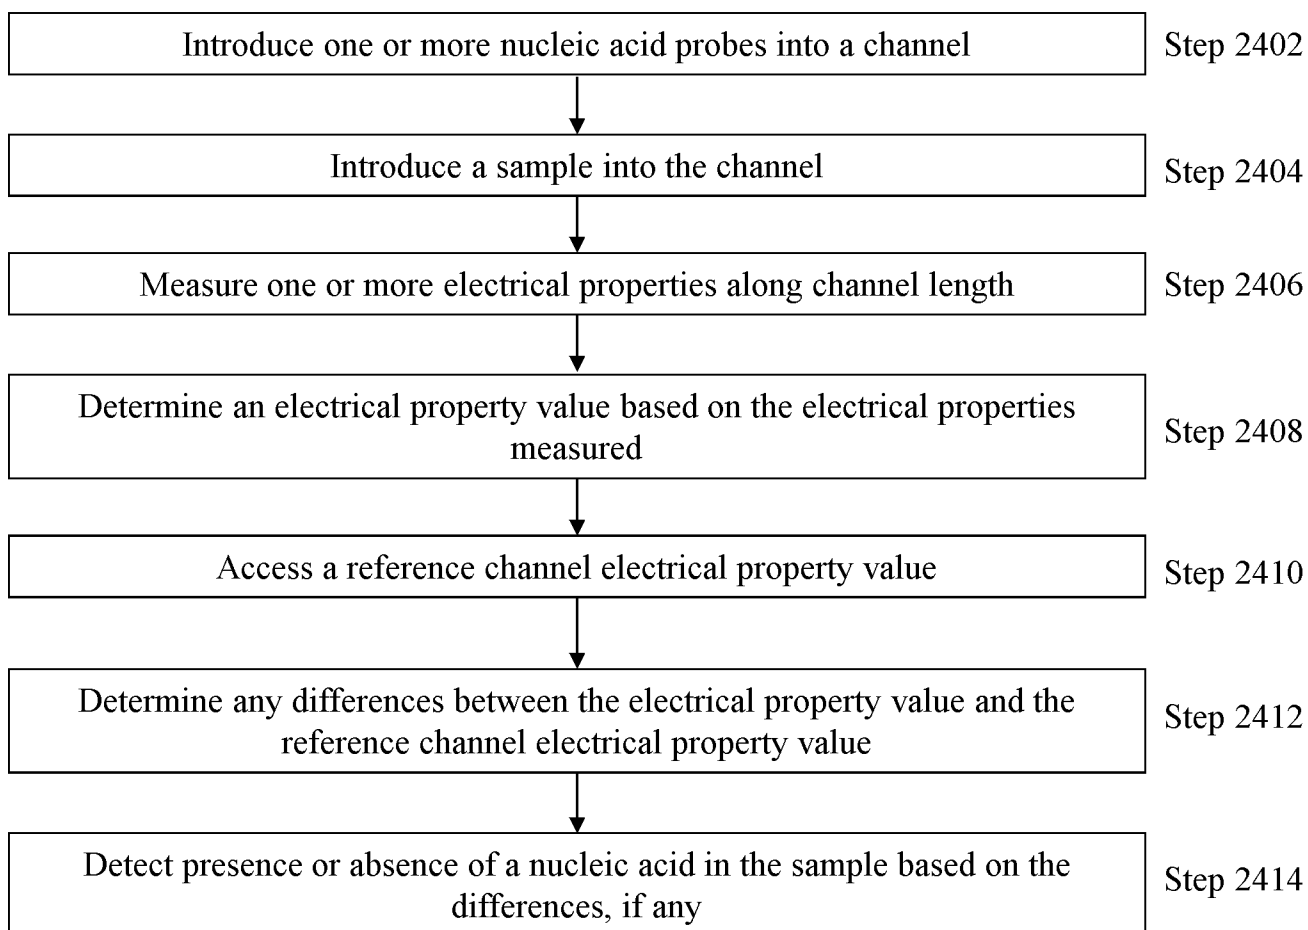 Introduce one or more nucleic acid probes into a channel
Step 2402
Introduce a sample into the channel
Step 2404
Measure one or more electrical properties along channel length
Step 2406
Determine an electrical property value based on the electrical properties
measured
Step 2408
Access a reference channel electrical property value
Step 2410
Determine any differences between the electrical property value and the
reference channel electrical property value
Step 2412
Detect presence or absence of a nucleic acid in the sample based on the
differences, if any
Step 2414